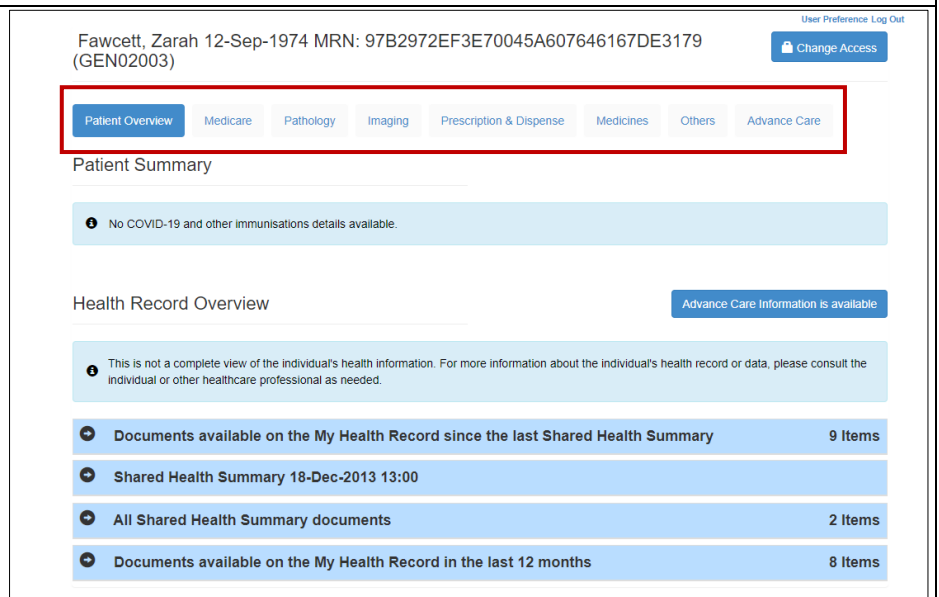 User Preference Log Out
Fawcett, Zarah 12-Sep-1974 MRN: 97B2972EF3E70045A607646167DE3179
(GEN02003)
Change Access
Patient Overview Medicare Pathology Imaging Prescription & Dispense Medicines Others Advance Care
Patient Summary
No COVID-19 and other immunisations details available.
Health Record Overview
Advance Care Information is available
This is not a complete view of the individual's health information. For more information about the individual's health record or data, please consult the
individual or other healthcare professional as needed.
Documents available on the My Health Record since the last Shared Health Summary 9 Items
Shared Health Summary 18-Dec-2013 13:00
All Shared Health Summary documents 2 Items
Documents available on the My Health Record in the last 12 months 8 Items